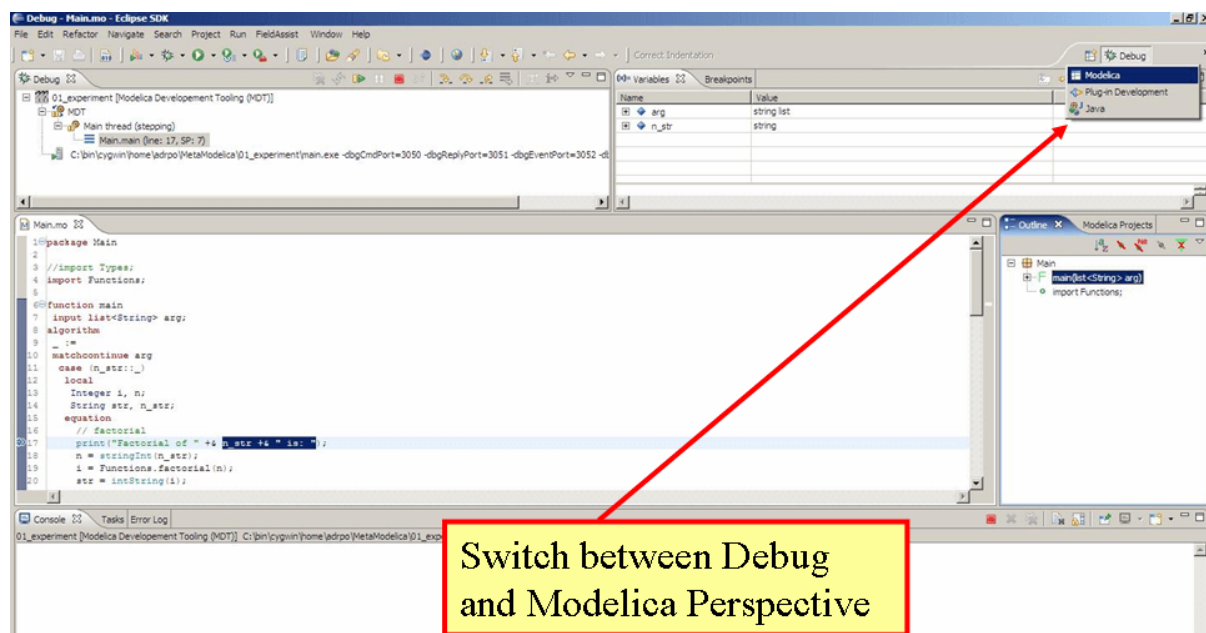 Debug - Main.mo - Eclipse SDK
File Edit Refactor Navigate Search Project Run FieldAssist Window Help
Correct Indentation
Debug
Debug
Variables Breakpoints
Modelica
Plug-in Development
Java
01_experiment [Modelica Developement Tooling (MDT)]
MDT
Main thread (stepping)
Main.main (line: 17, SP: 7)
C:\bin\cygwin\home\adrpo\MetaModelica\01_experiment\main.exe -dbgCmdPort=3050 -dbgReplyPort=3051 -dbgEventPort=3052
Name Value
arg string list
n_str string
Main.mo
1 package Main
2
3 //import Types;
4 import Functions;
5
6 function main
7 input list<String> arg;
8 algorithm
9 _ :=
10 matchcontinue arg
11 case (n_str::_)
12 local
13 Integer i, n;
14 String str, n_str;
15 equation
16 // factorial
17 print("Factorial of " +& n_str +& " is: ");
18 n = stringInt(n_str);
19 i = Functions.factorial(n);
20 str = intString(i);
Outline Modelica Projects
Main
main(list<String> arg)
import Functions;
Console Tasks Error Log
01_experiment [Modelica Developement Tooling (MDT)] C:\bin\cygwin\home\adrpo\MetaModelica\01_exp
Switch between Debug
and Modelica Perspective